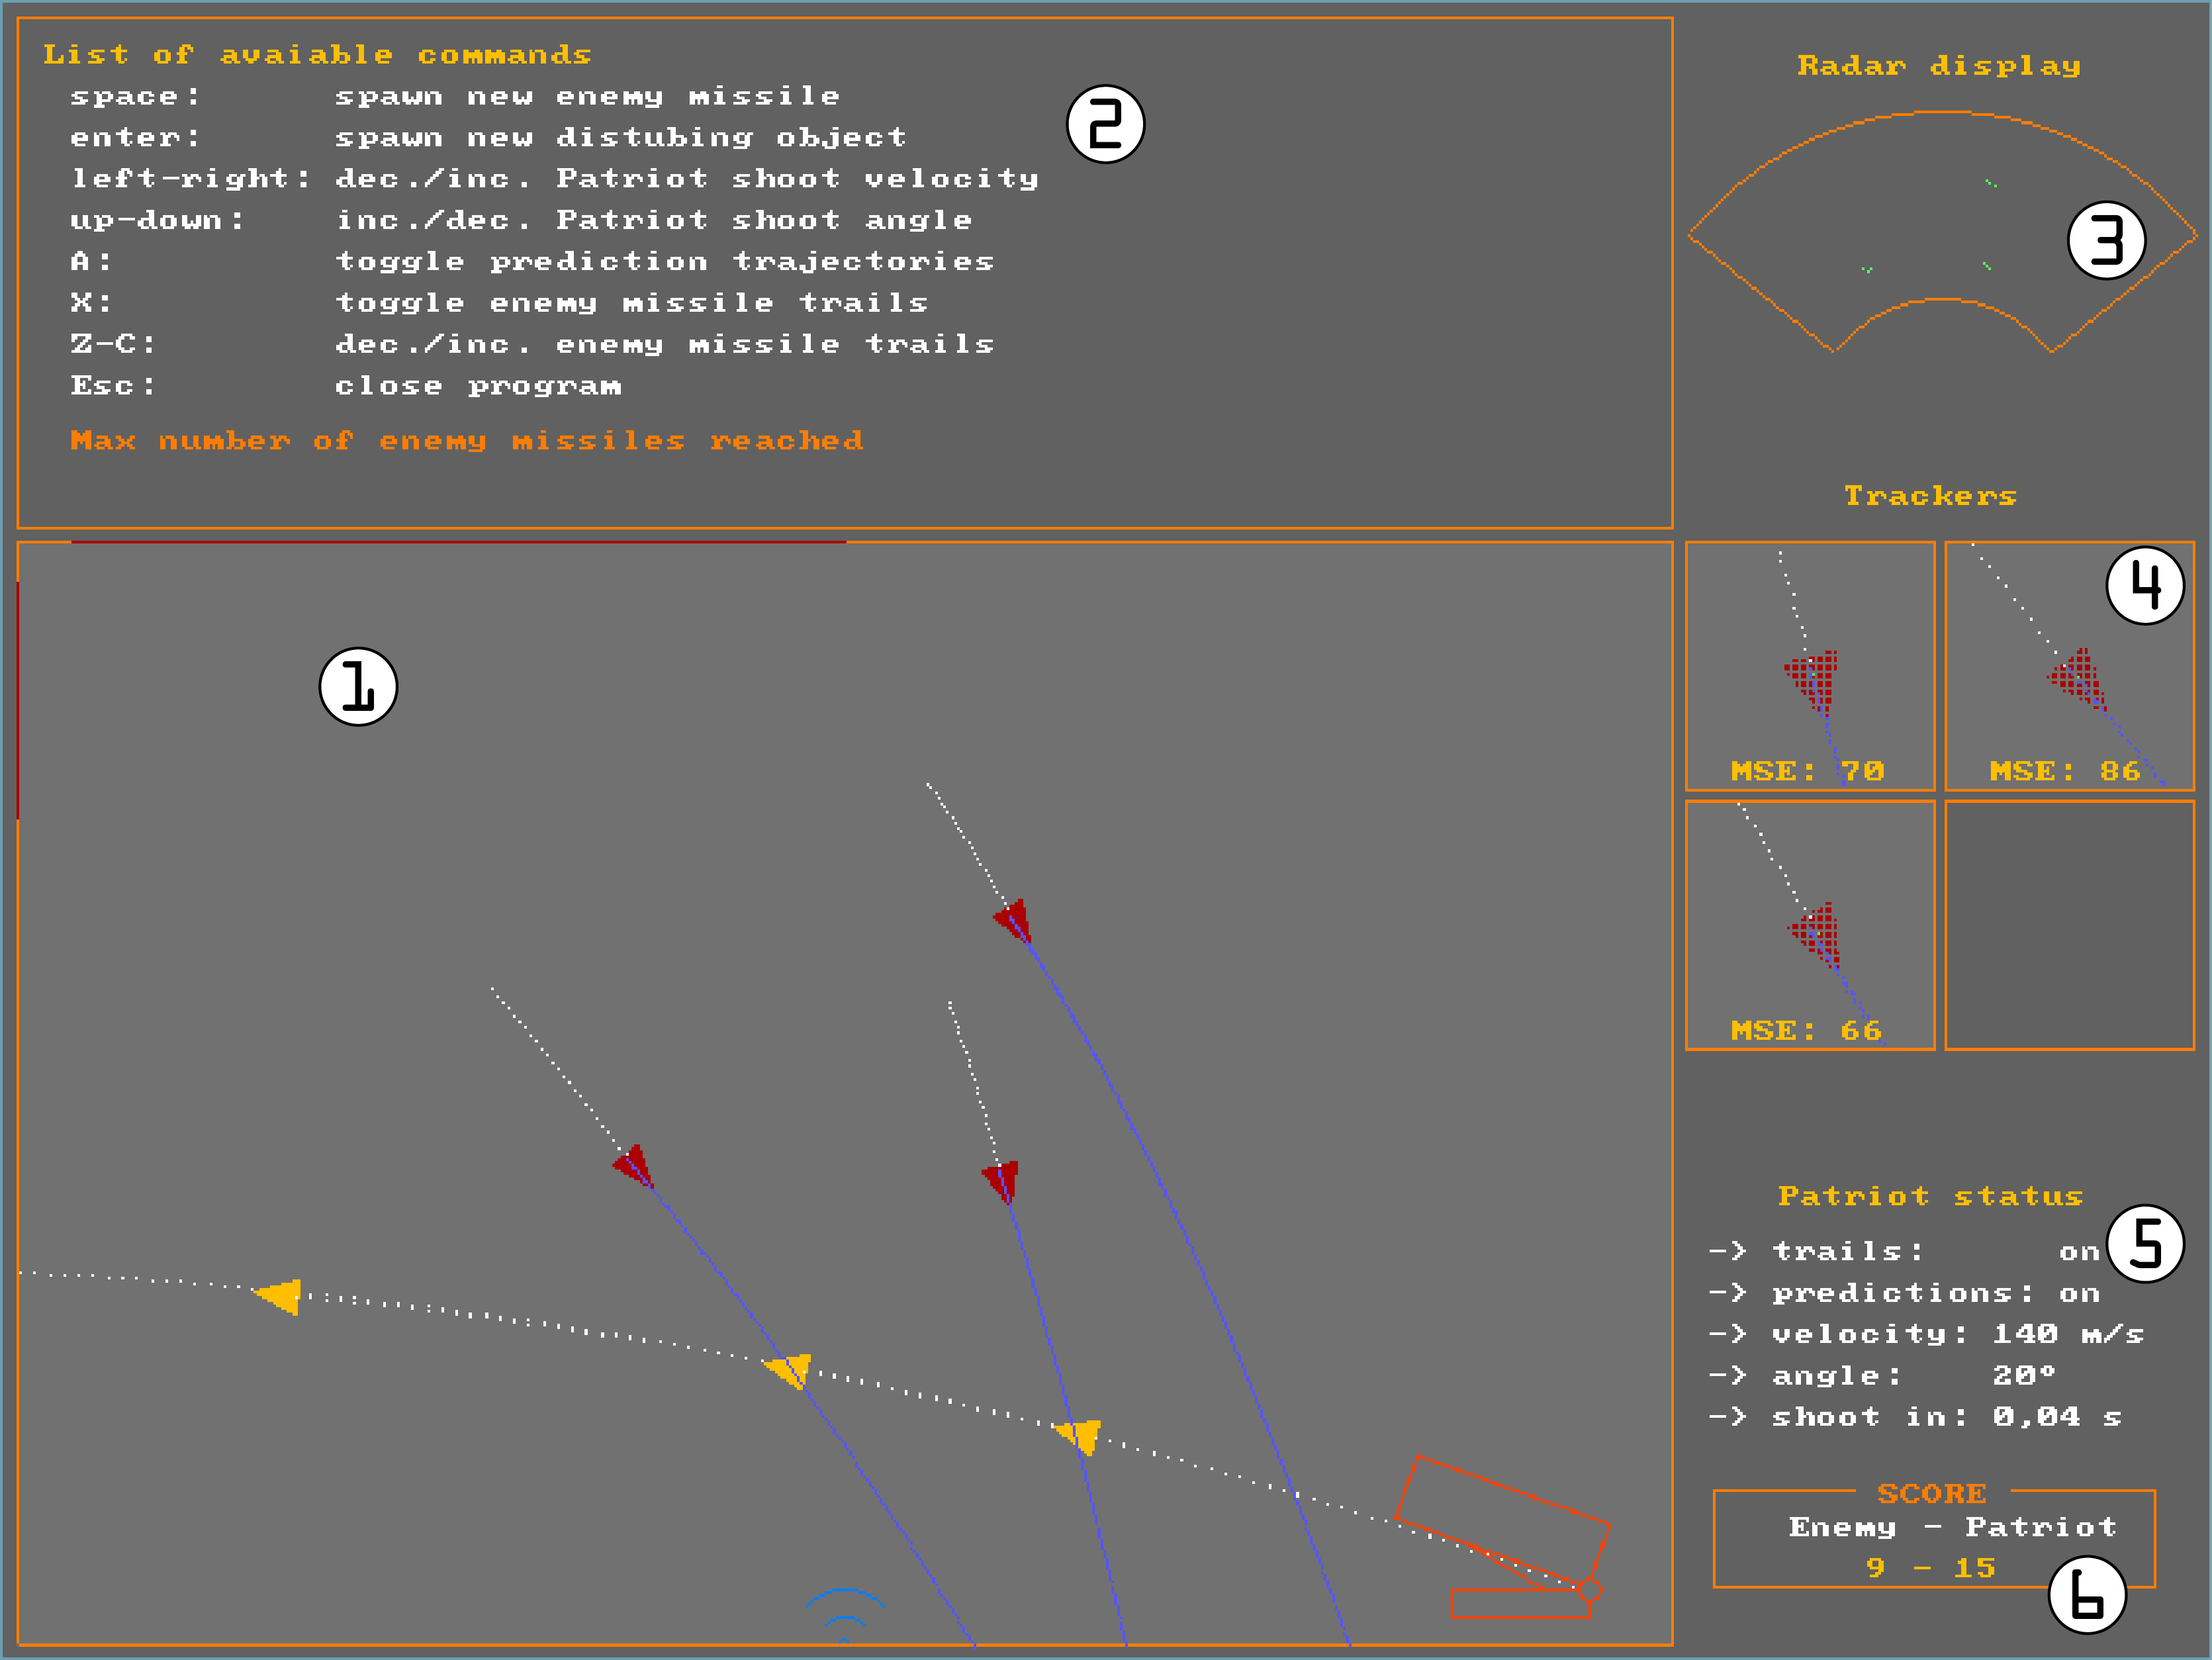 List of avaiable commands
space: spawn new enemy missile
enter: spawn new distubing object
left-right: dec./inc. Patriot shoot velocity
up-down: inc./dec. Patriot shoot angle
A: toggle prediction trajectories
X: toggle enemy missile trails
Z-C: dec./inc. enemy missile trails
Esc: close program
Max number of enemy missiles reached
2
Radar display
3
Trackers
4
MSE: 70
MSE: 86
MSE: 66
1
Patriot status
5
-> trails: on
-> predictions: on
-> velocity: 140 m/s
-> angle: 20°
-> shoot in: 0,04 s
SCORE
Enemy - Patriot
9 - 15
6